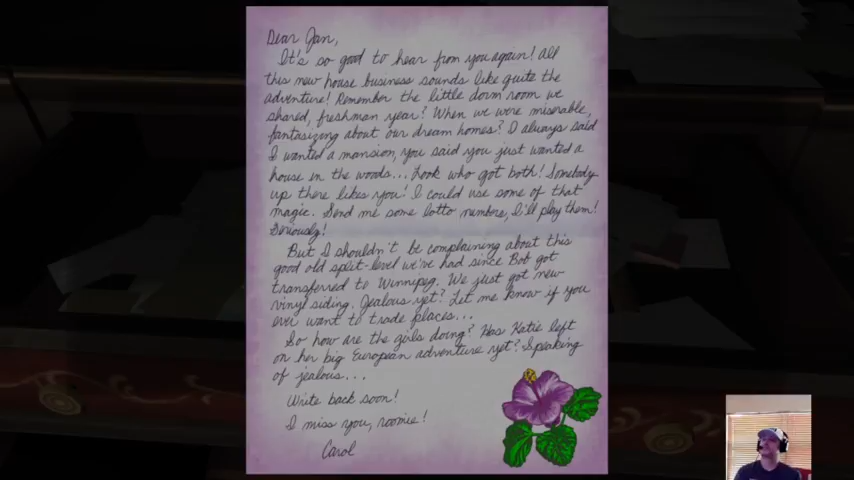 Dear Jan,
It's so good to hear from you again! All
this new house business sounds like quite the
adventure! Remember the little dorm room we
shared, freshman year? When we were miserable,
fantasizing about our dream homes? I always said
I wanted a mansion, you said you just wanted a
house in the woods... Look who got both! Somebody
up there likes you! I could use some of that
magic. Send me some lotto numbers, I'll play them!
Seriously!
But I shouldn't be complaining about this
good old split-level we've had since Bob got
transferred to Winnipeg. We just got new
vinyl siding. Jealous yet? Let me know if you
ever want to trade places...
So how are the girls doing? Has Katie left
on her big European adventure yet? Speaking
of jealous...
Write back soon!
I miss you, roomie!
Carol